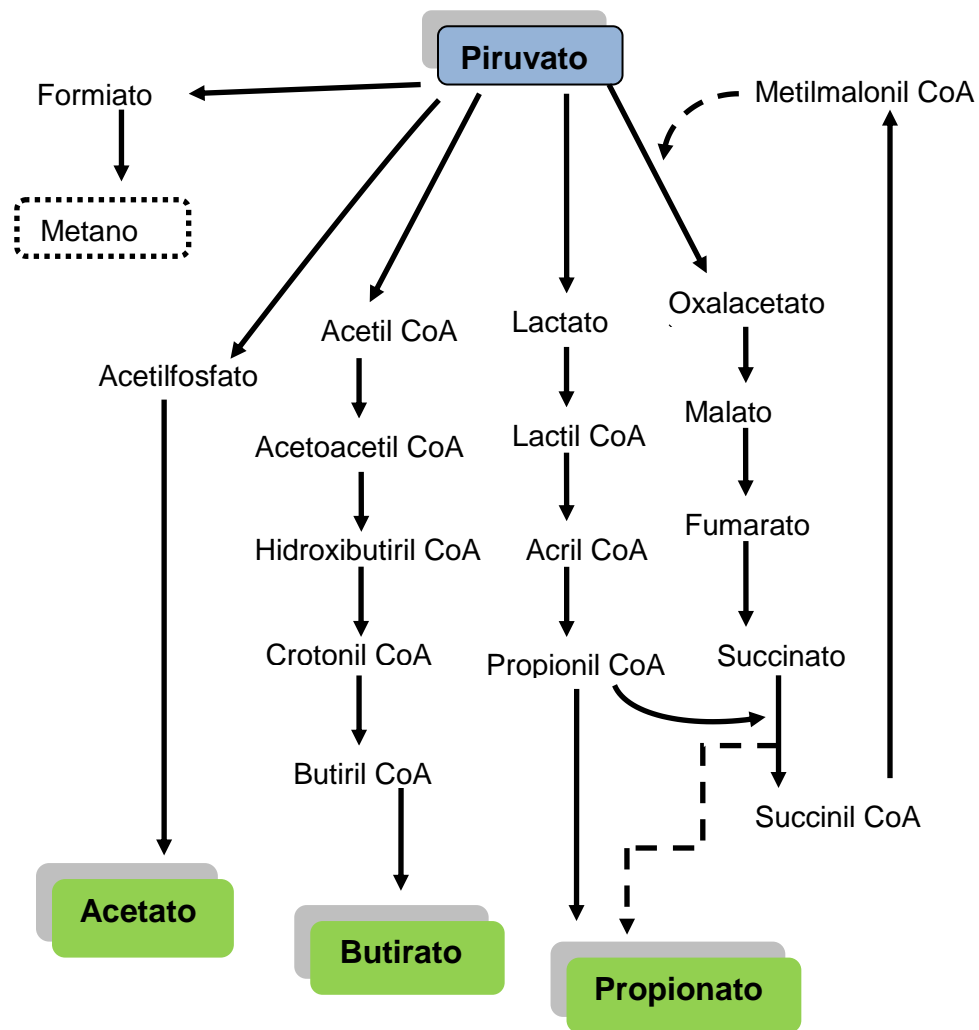 Piruvato
Formiato
Metilmalonil CoA
Metano
Oxalacetato
Acetil CoA
Lactato
Acetilfosfato
Malato
Acetoacetil CoA
Lactil CoA
Fumarato
Hidroxibutiril CoA
Acril CoA
Crotonil CoA
Propionil CoA
Succinato
Butiril CoA
Succinil CoA
Acetato
Butirato
Propionato